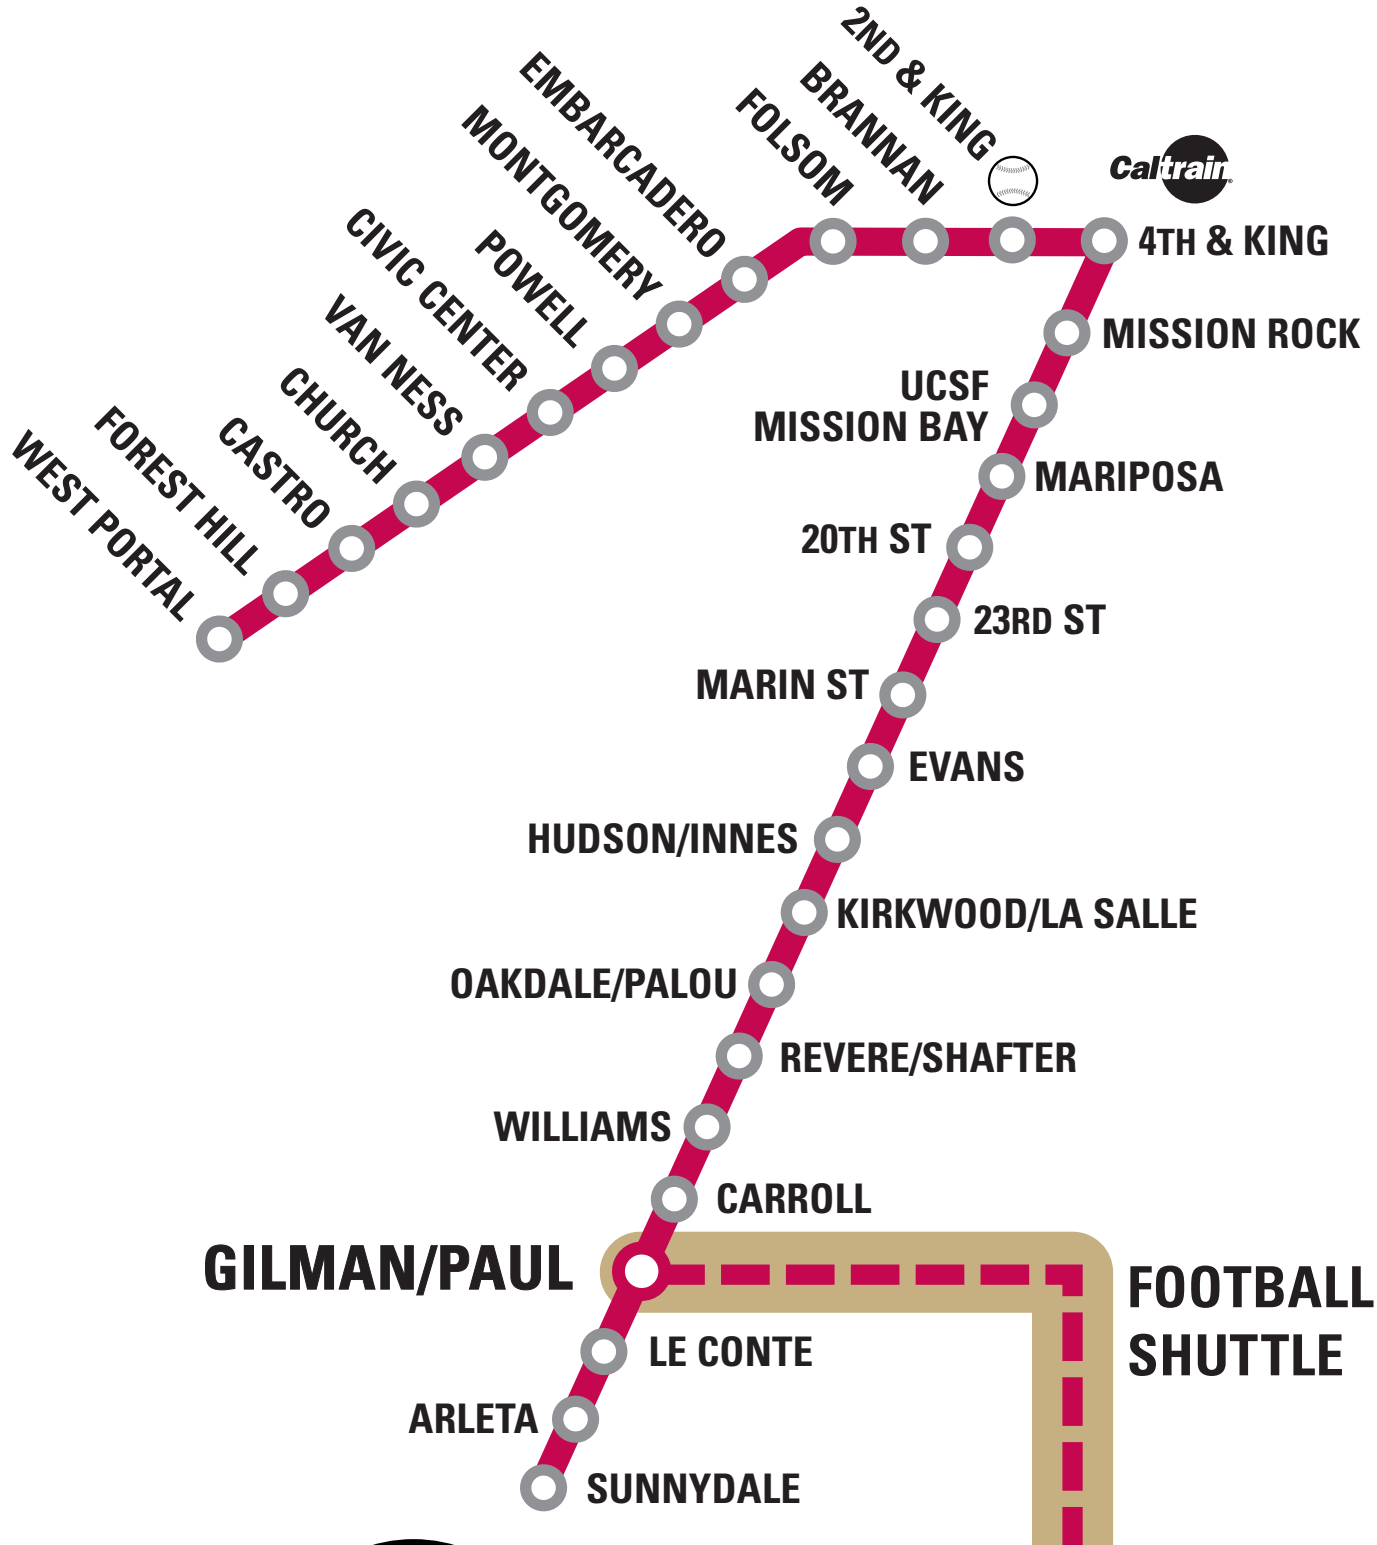 2ND & KING
BRANNAN
FOLSOM
EMBARCADERO
MONTGOMERY
POWELL
CIVIC CENTER
VAN NESS
CHURCH
CASTRO
FOREST HILL
WEST PORTAL
Caltrain
4TH & KING
MISSION ROCK
UCSF
MISSION BAY
MARIPOSA
20TH ST
23RD ST
MARIN ST
EVANS
HUDSON/INNES
KIRKWOOD/LA SALLE
OAKDALE/PALOU
REVERE/SHAFTER
WILLIAMS
CARROLL
GILMAN/PAUL
FOOTBALL
SHUTTLE
LE CONTE
ARLETA
SUNNYDALE